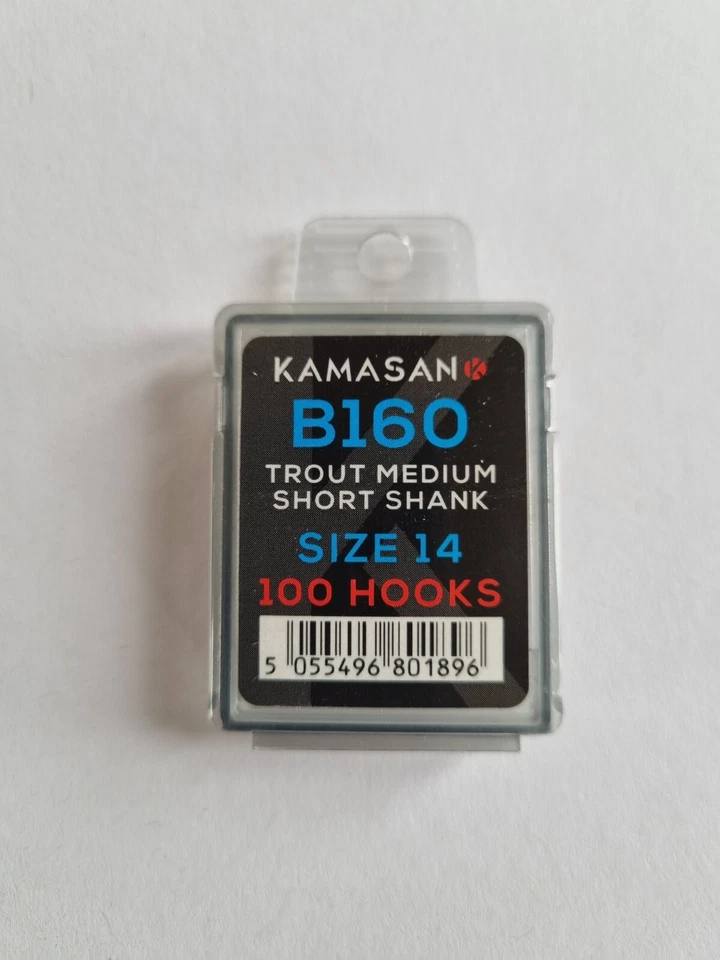 KAMASAN K
B160
TROUT MEDIUM
SHORT SHANK
SIZE 14
100 HOOKS
5 055496 801896